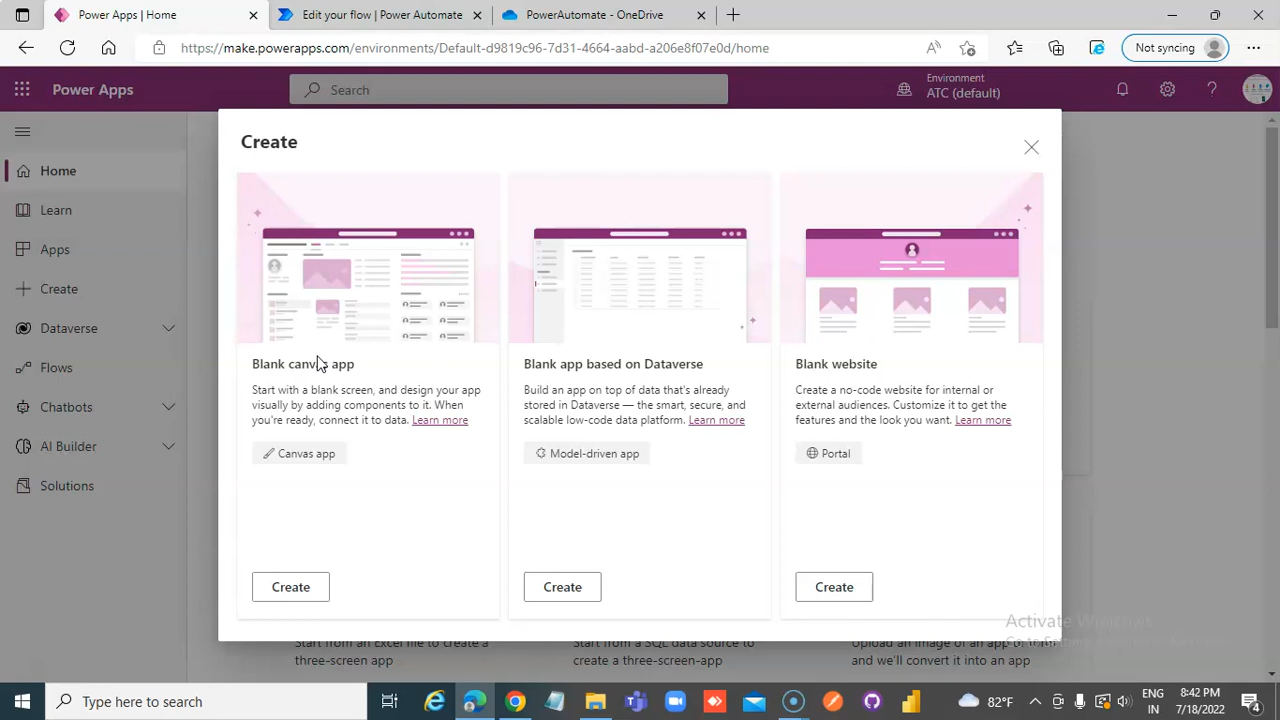 Power Apps | Home
Edit your flow | Power Automate
PowerAutomate - OneDrive
https://make.powerapps.com/environments/Default-d9819c96-7d31-4664-aabd-a206e8f07e0d/home
Not syncing
Power Apps
Search
Environment
ATC (default)
Home
Learn
Apps
Create
Dataverse
Flows
Chatbots
AI Builder
Solutions
Create
Blank canvas app
Start with a blank screen, and design your app
visually by adding components to it. When
you're ready, connect it to data. Learn more
Canvas app
Create
Blank app based on Dataverse
Build an app on top of data that's already
stored in Dataverse — the smart, secure, and
scalable low-code data platform. Learn more
Model-driven app
Create
Blank website
Create a no-code website for internal or
external audiences. Customize it to get the
features and the look you want. Learn more
Portal
Create
Activate Windows
Go to Set
Start from an Excel file to create a
three-screen app
Start from a SQL data source to
create a three-screen-app
Upload an image of an app
and we'll convert it into an app
Type here to search
82°F
ENG
IN
8:42 PM
7/18/2022
4